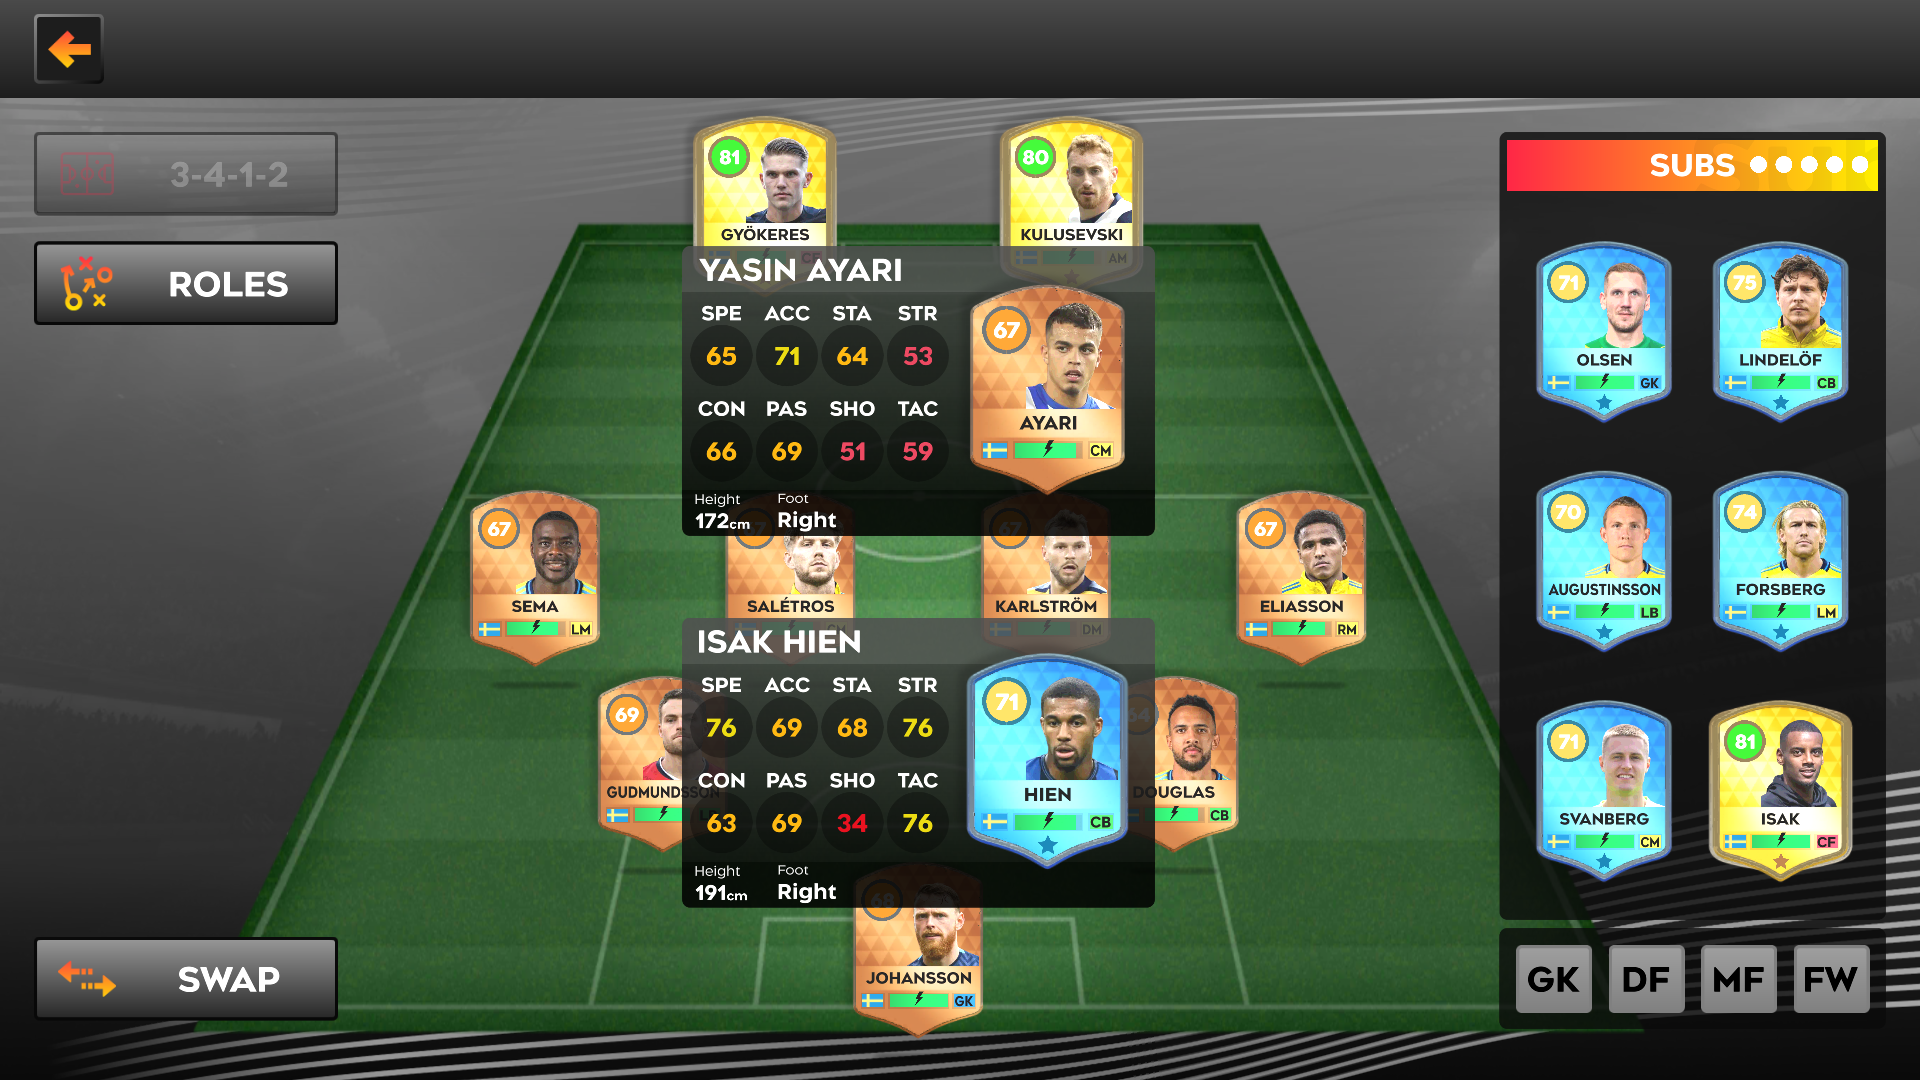 3-4-1-2
ROLES
SWAP
81
GYÖKERES
CF
80
KULUSEVSKI
AM
YASIN AYARI
SPE ACC STA STR
65 71 64 53
CON PAS SHO TAC
66 69 51 59
Height Foot
172cm Right
67
AYARI
CM
67
SEMA
LM
SALÉTROS
CM
67
KARLSTRÖM
DM
67
ELIASSON
RM
ISAK HIEN
SPE ACC STA STR
76 69 68 76
CON PAS SHO TAC
63 69 34 76
Height Foot
191cm Right
71
HIEN
CB
69
GUDMUNDSSON
64
DOUGLAS
CB
68
JOHANSSON
GK
SUBS
71
OLSEN
GK
75
LINDELÖF
CB
70
AUGUSTINSSON
LB
74
FORSBERG
LM
71
SVANBERG
CM
81
ISAK
CF
GK DF MF FW